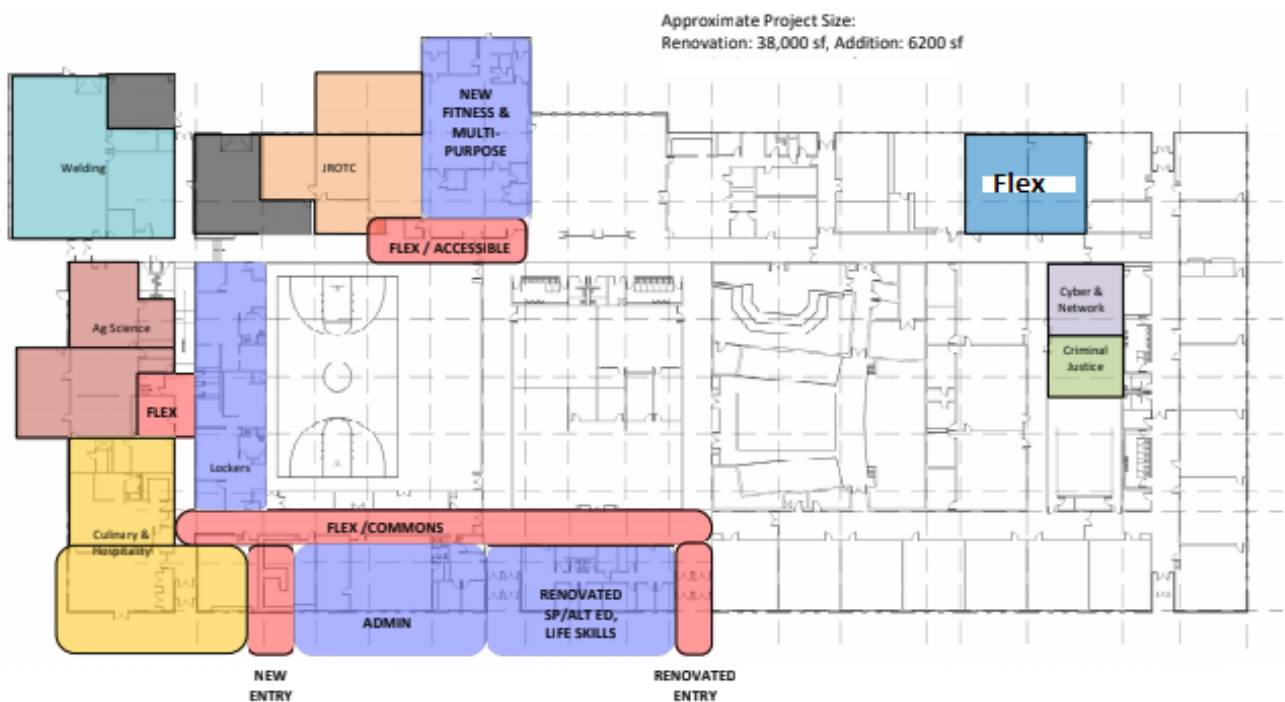 Approximate Project Size:
Renovation: 38,000 sf, Addition: 6200 sf
NEW
FITNESS &
MULTI-
PURPOSE
Welding
JROTC
Flex
FLEX / ACCESSIBLE
Cyber &
Network
Ag Science
Criminal
Justice
FLEX
Lockers
FLEX /COMMONS
Culinary &
Hospitality
ADMIN
RENOVATED
SP/ALT ED,
LIFE SKILLS
NEW
ENTRY
RENOVATED
ENTRY